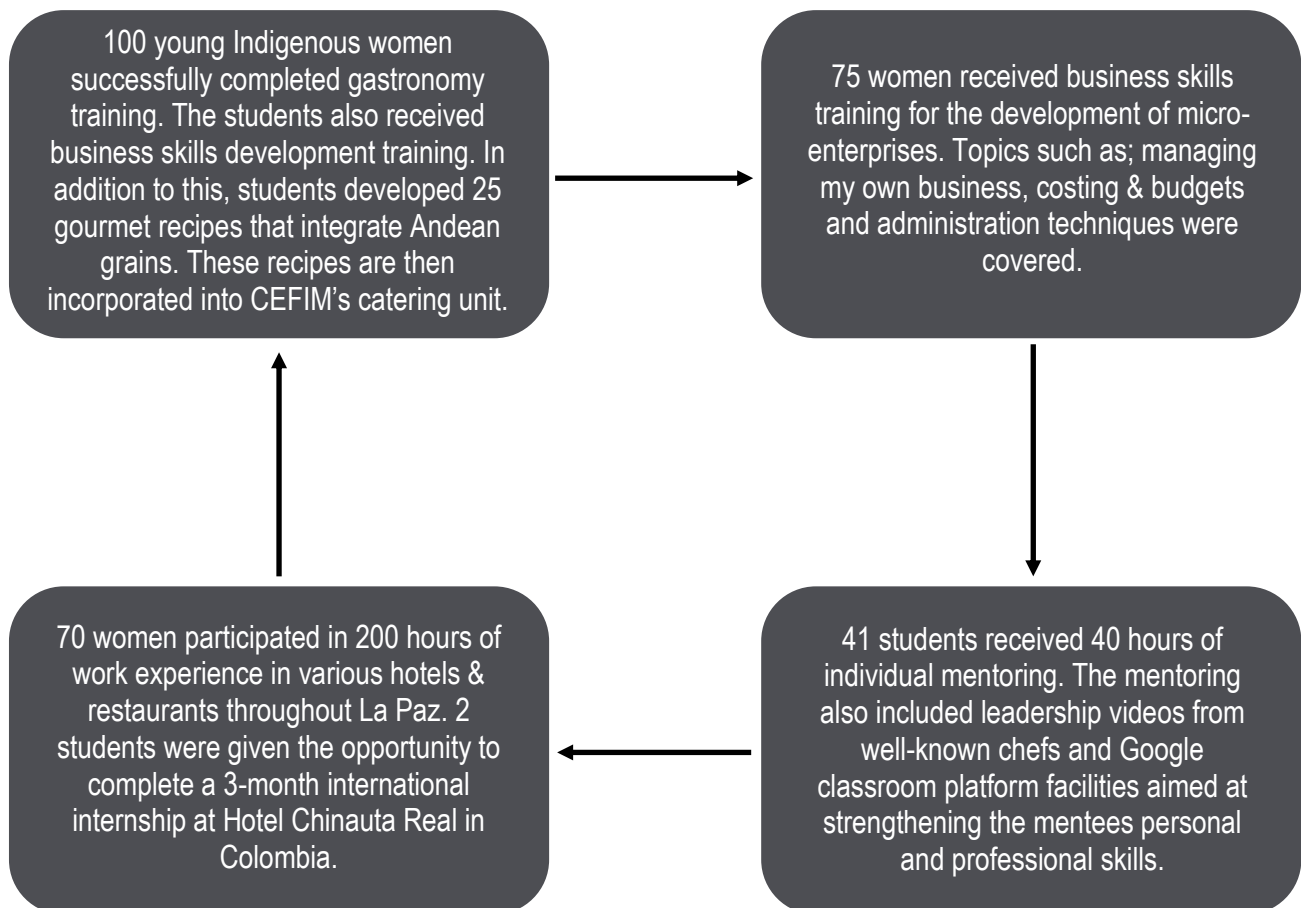 100 young Indigenous women
successfully completed gastronomy
training. The students also received
business skills development training. In
addition to this, students developed 25
gourmet recipes that integrate Andean
grains. These recipes are then
incorporated into CEFIM’s catering unit.
75 women received business skills
training for the development of micro-
enterprises. Topics such as; managing
my own business, costing & budgets
and administration techniques were
covered.
41 students received 40 hours of
individual mentoring. The mentoring
also included leadership videos from
well-known chefs and Google
classroom platform facilities aimed at
strengthening the mentees personal
and professional skills.
70 women participated in 200 hours of
work experience in various hotels &
restaurants throughout La Paz. 2
students were given the opportunity to
complete a 3-month international
internship at Hotel Chinauta Real in
Colombia.